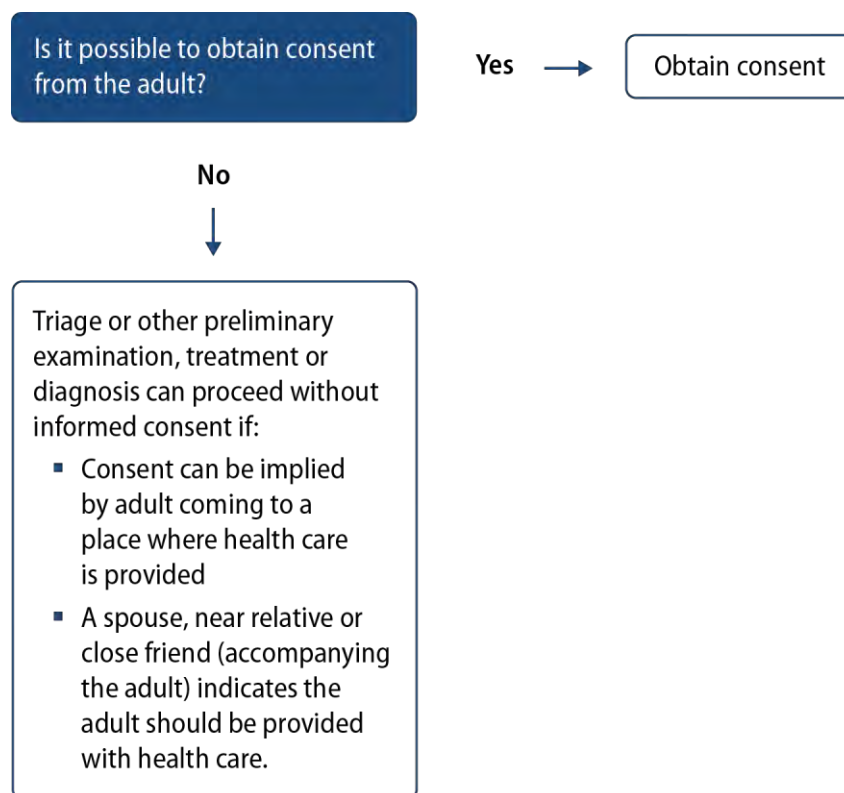 Is it possible to obtain consent
from the adult?
Yes
Obtain consent
No
Triage or other preliminary
examination, treatment or
diagnosis can proceed without
informed consent if:
▪ Consent can be implied
by adult coming to a
place where health care
is provided
▪ A spouse, near relative or
close friend (accompanying
the adult) indicates the
adult should be provided
with health care.